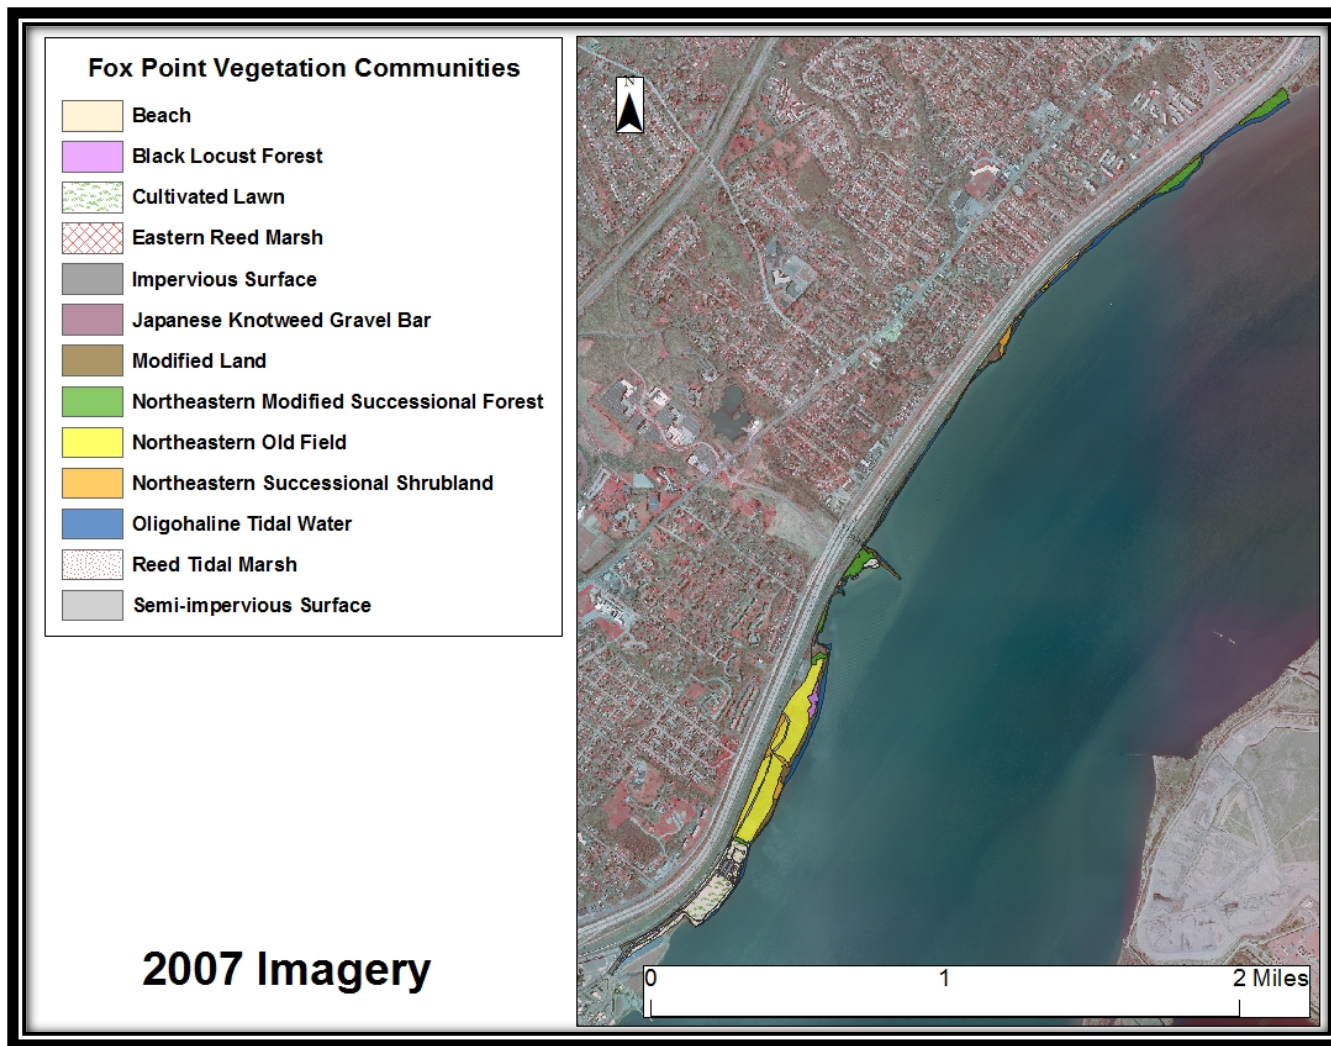 Fox Point Vegetation Communities
Beach
Black Locust Forest
Cultivated Lawn
Eastern Reed Marsh
Impervious Surface
Japanese Knotweed Gravel Bar
Modified Land
Northeastern Modified Successional Forest
Northeastern Old Field
Northeastern Successional Shrubland
Oligohaline Tidal Water
Reed Tidal Marsh
Semi-impervious Surface
2007 Imagery
N
0 1 2 Miles